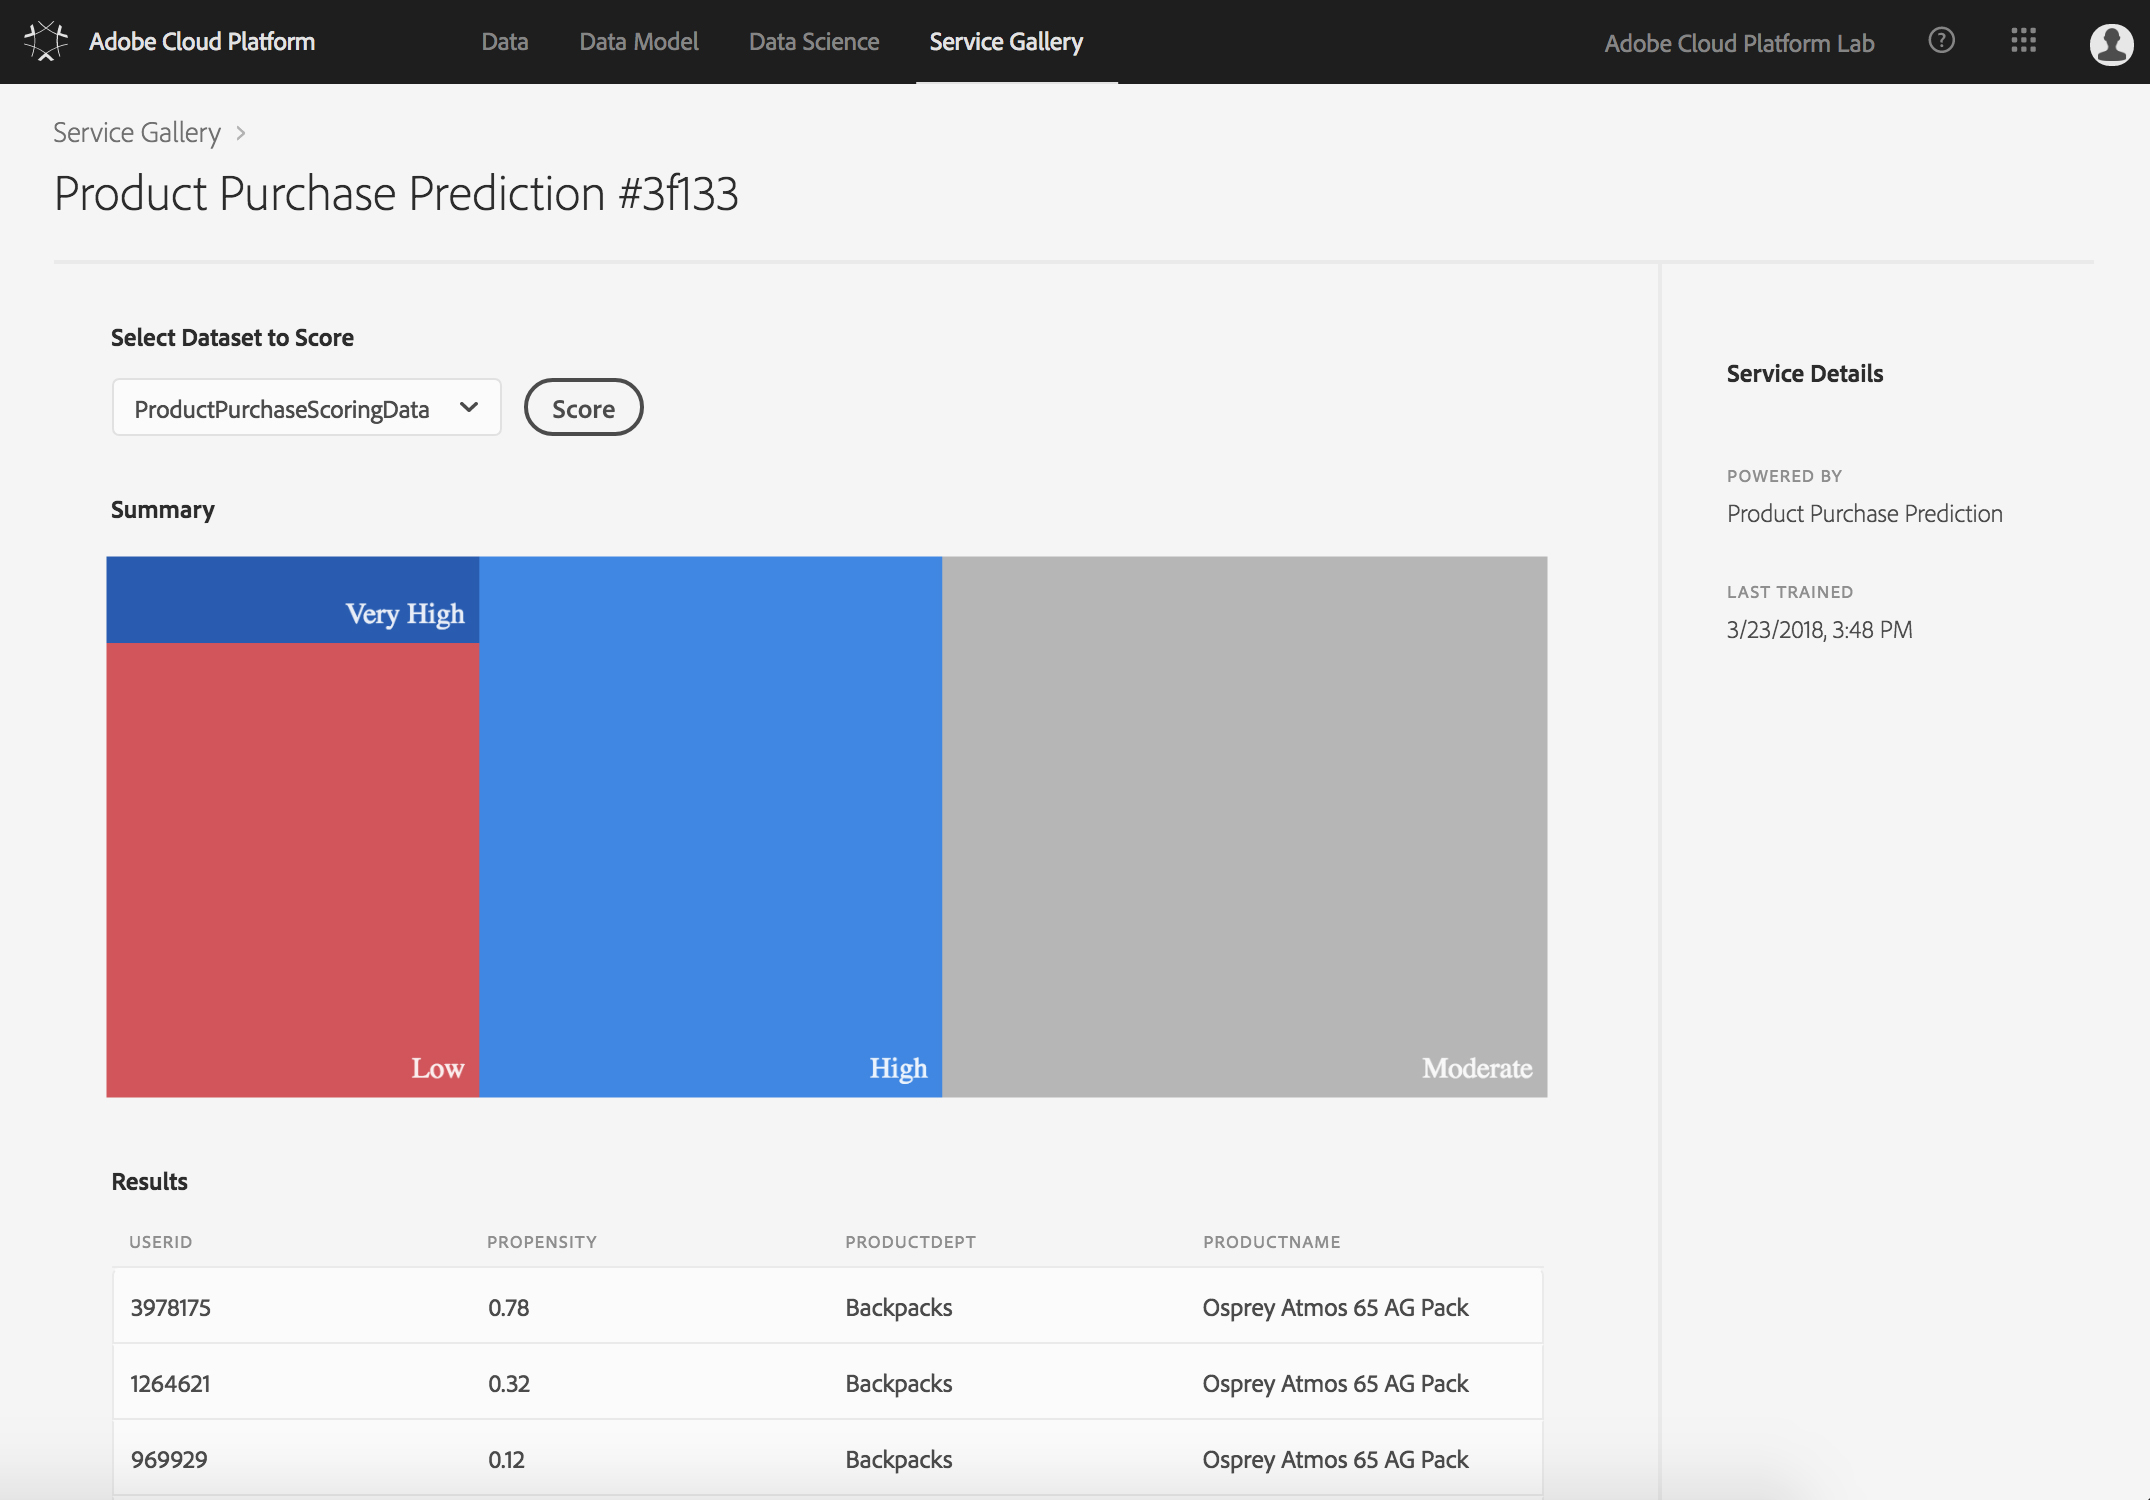 Adobe Cloud Platform
Data
Data Model
Data Science
Service Gallery
Adobe Cloud Platform Lab
?
Service Gallery >
Product Purchase Prediction #3f133
Select Dataset to Score
ProductPurchaseScoringData
Score
Summary
Very High
Low
High
Moderate
Results
USERID PROPENSITY PRODUCTDEPT PRODUCTNAME
3978175 0.78 Backpacks Osprey Atmos 65 AG Pack
1264621 0.32 Backpacks Osprey Atmos 65 AG Pack
969929 0.12 Backpacks Osprey Atmos 65 AG Pack
Service Details
POWERED BY
Product Purchase Prediction
LAST TRAINED
3/23/2018, 3:48 PM